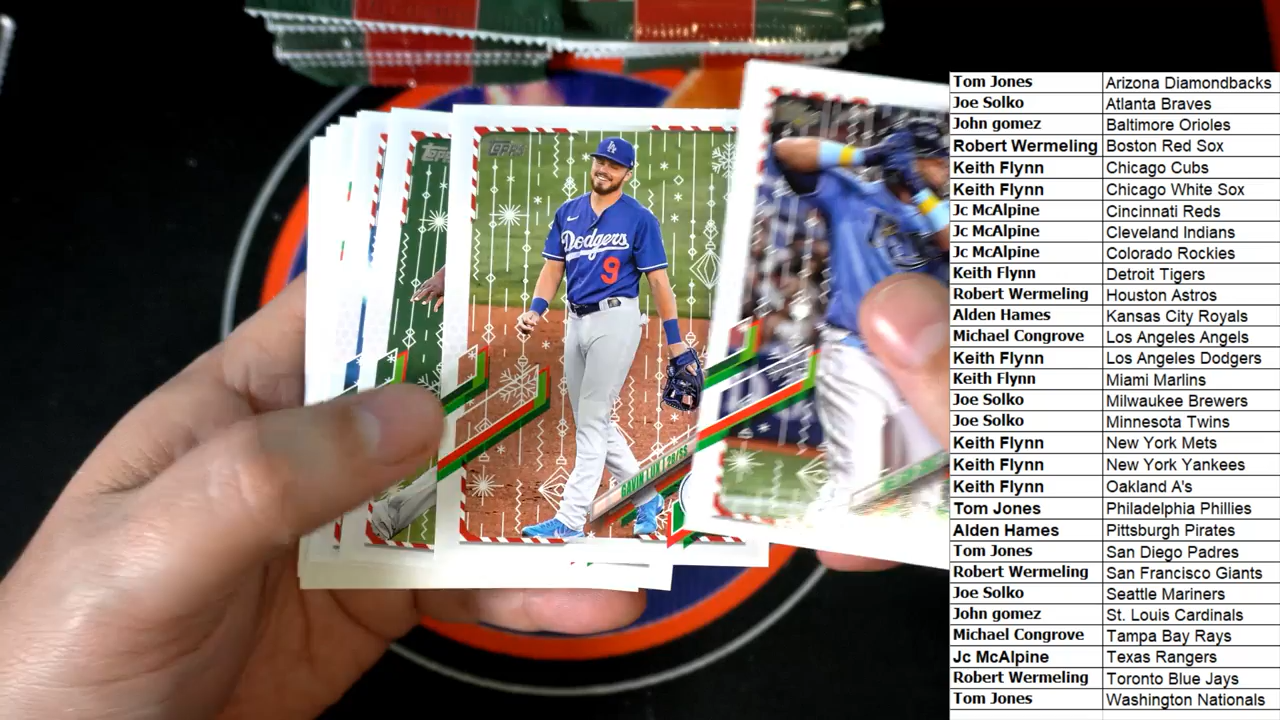 TOPPS
TOPPS
Dodgers
9
LA
GAVIN LUX | 2B/SS
Tom Jones Arizona Diamondbacks
Joe Solko Atlanta Braves
John gomez Baltimore Orioles
Robert Wermeling Boston Red Sox
Keith Flynn Chicago Cubs
Keith Flynn Chicago White Sox
Jc McAlpine Cincinnati Reds
Jc McAlpine Cleveland Indians
Jc McAlpine Colorado Rockies
Keith Flynn Detroit Tigers
Robert Wermeling Houston Astros
Alden Hames Kansas City Royals
Michael Congrove Los Angeles Angels
Keith Flynn Los Angeles Dodgers
Keith Flynn Miami Marlins
Joe Solko Milwaukee Brewers
Joe Solko Minnesota Twins
Keith Flynn New York Mets
Keith Flynn New York Yankees
Keith Flynn Oakland A's
Tom Jones Philadelphia Phillies
Alden Hames Pittsburgh Pirates
Tom Jones San Diego Padres
Robert Wermeling San Francisco Giants
Joe Solko Seattle Mariners
John gomez St. Louis Cardinals
Michael Congrove Tampa Bay Rays
Jc McAlpine Texas Rangers
Robert Wermeling Toronto Blue Jays
Tom Jones Washington Nationals